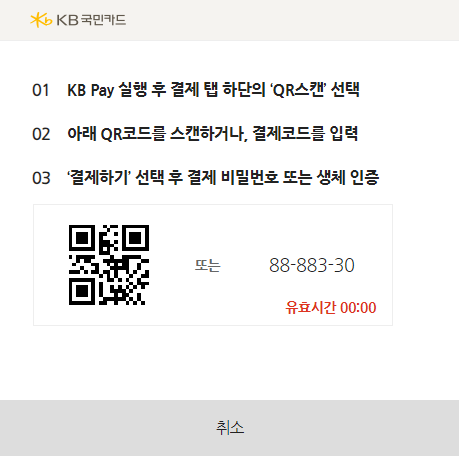 KB국민카드
01 KB Pay 실행 후 결제 탭 하단의 ‘QR스캔’ 선택
02 아래 QR코드를 스캔하거나, 결제코드를 입력
03 ‘결제하기’ 선택 후 결제 비밀번호 또는 생체 인증
또는 88-883-30
유효시간 00:00
취소